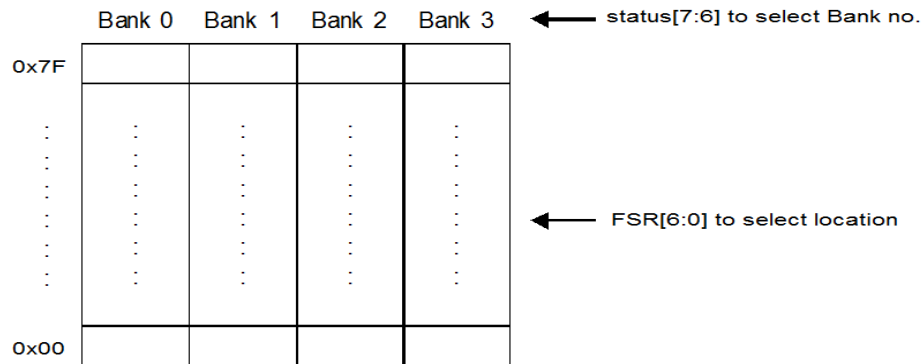 Bank 0 Bank 1 Bank 2 Bank 3 status[7:6] to select Bank no.
0x7F
FSR[6:0] to select location
0x00